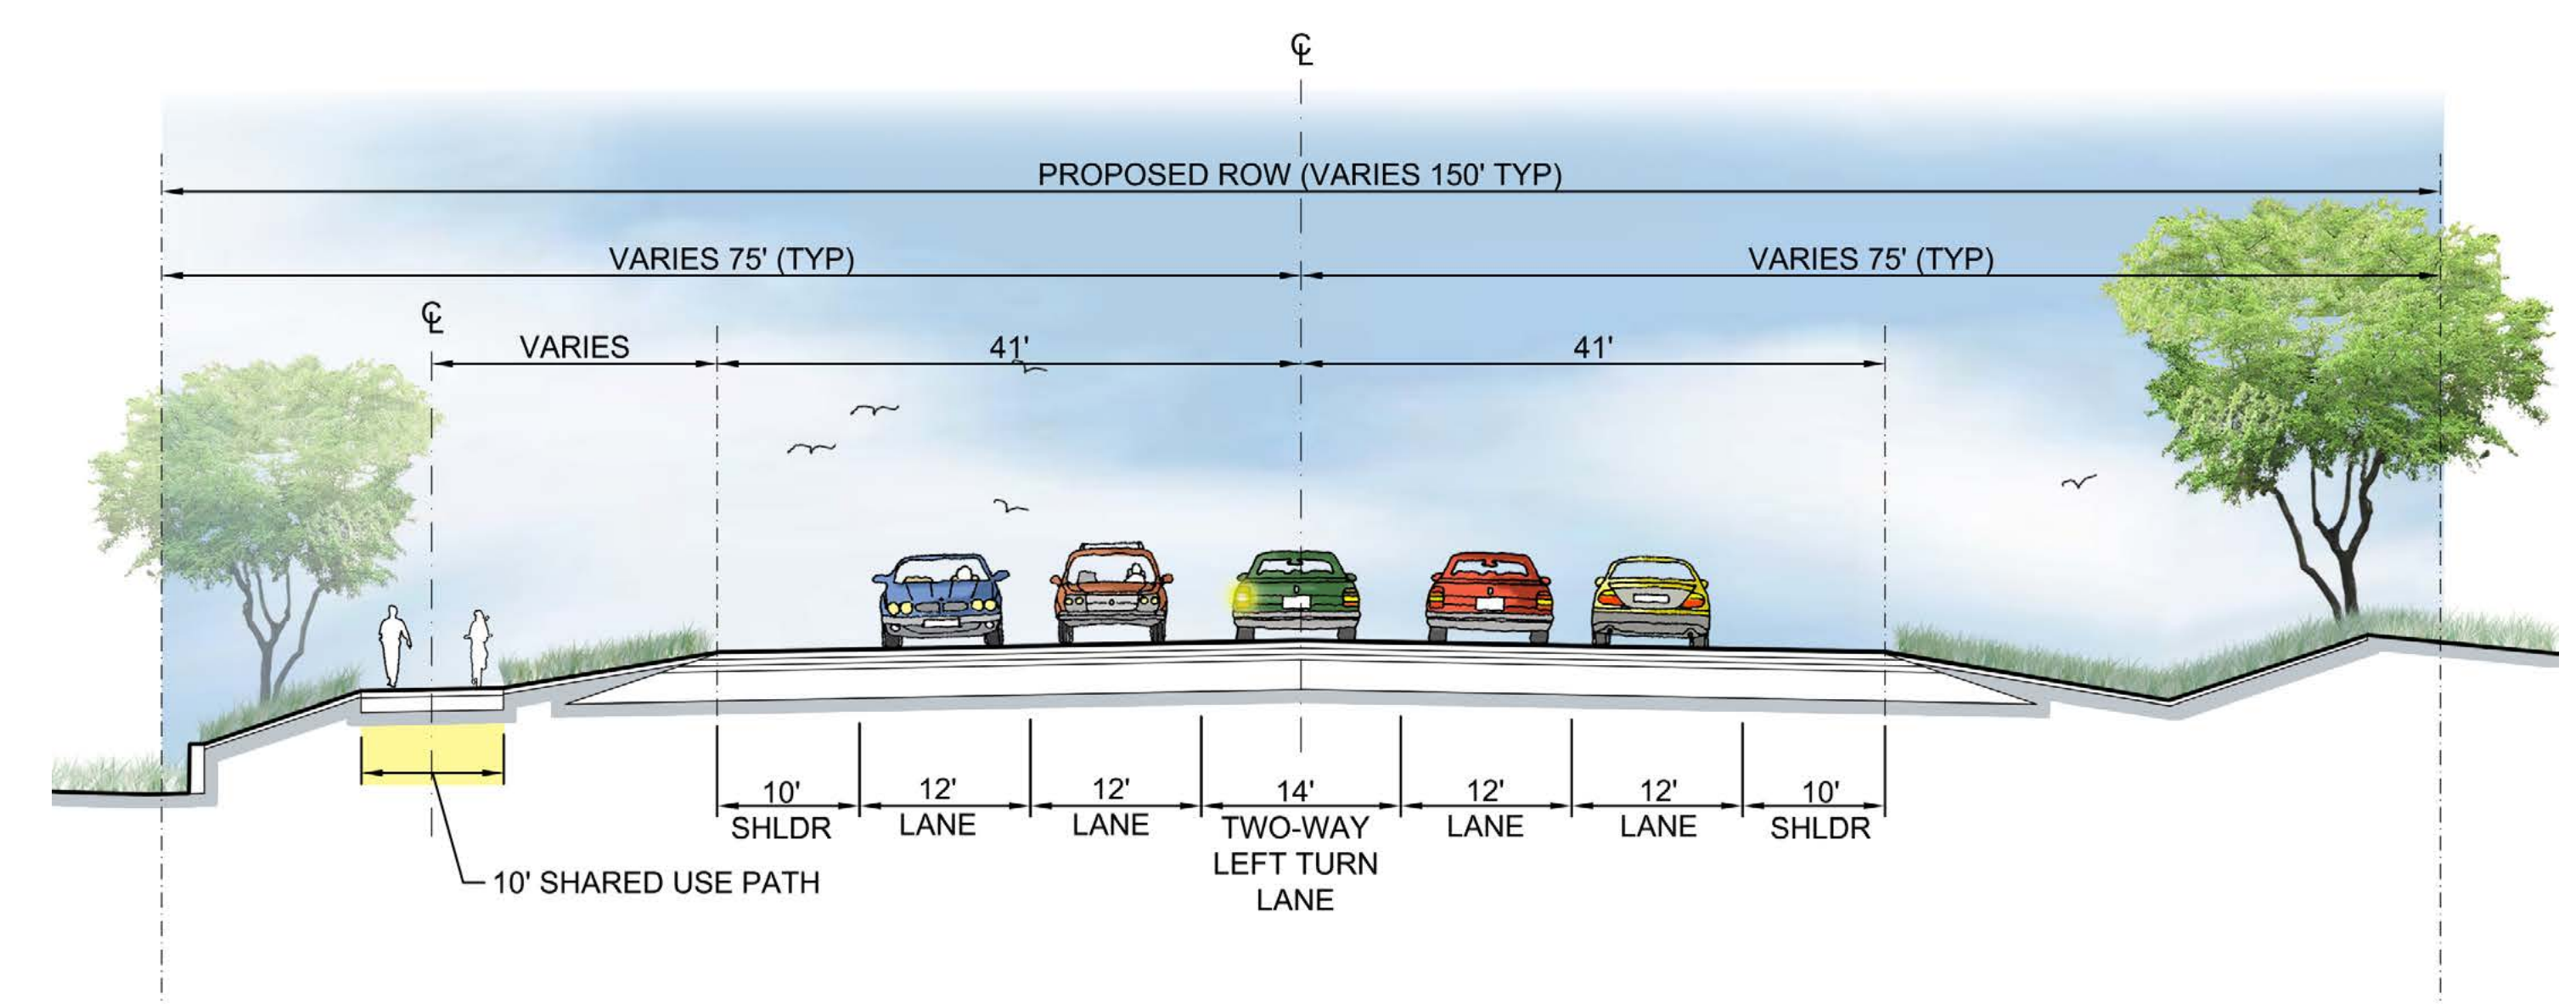 ℄
PROPOSED ROW (VARIES 150' TYP)
VARIES 75' (TYP)
VARIES 75' (TYP)
℄
VARIES
41'
41'
10'
SHLDR
12'
LANE
12'
LANE
14'
TWO-WAY
LEFT TURN
LANE
12'
LANE
12'
LANE
10'
SHLDR
10' SHARED USE PATH